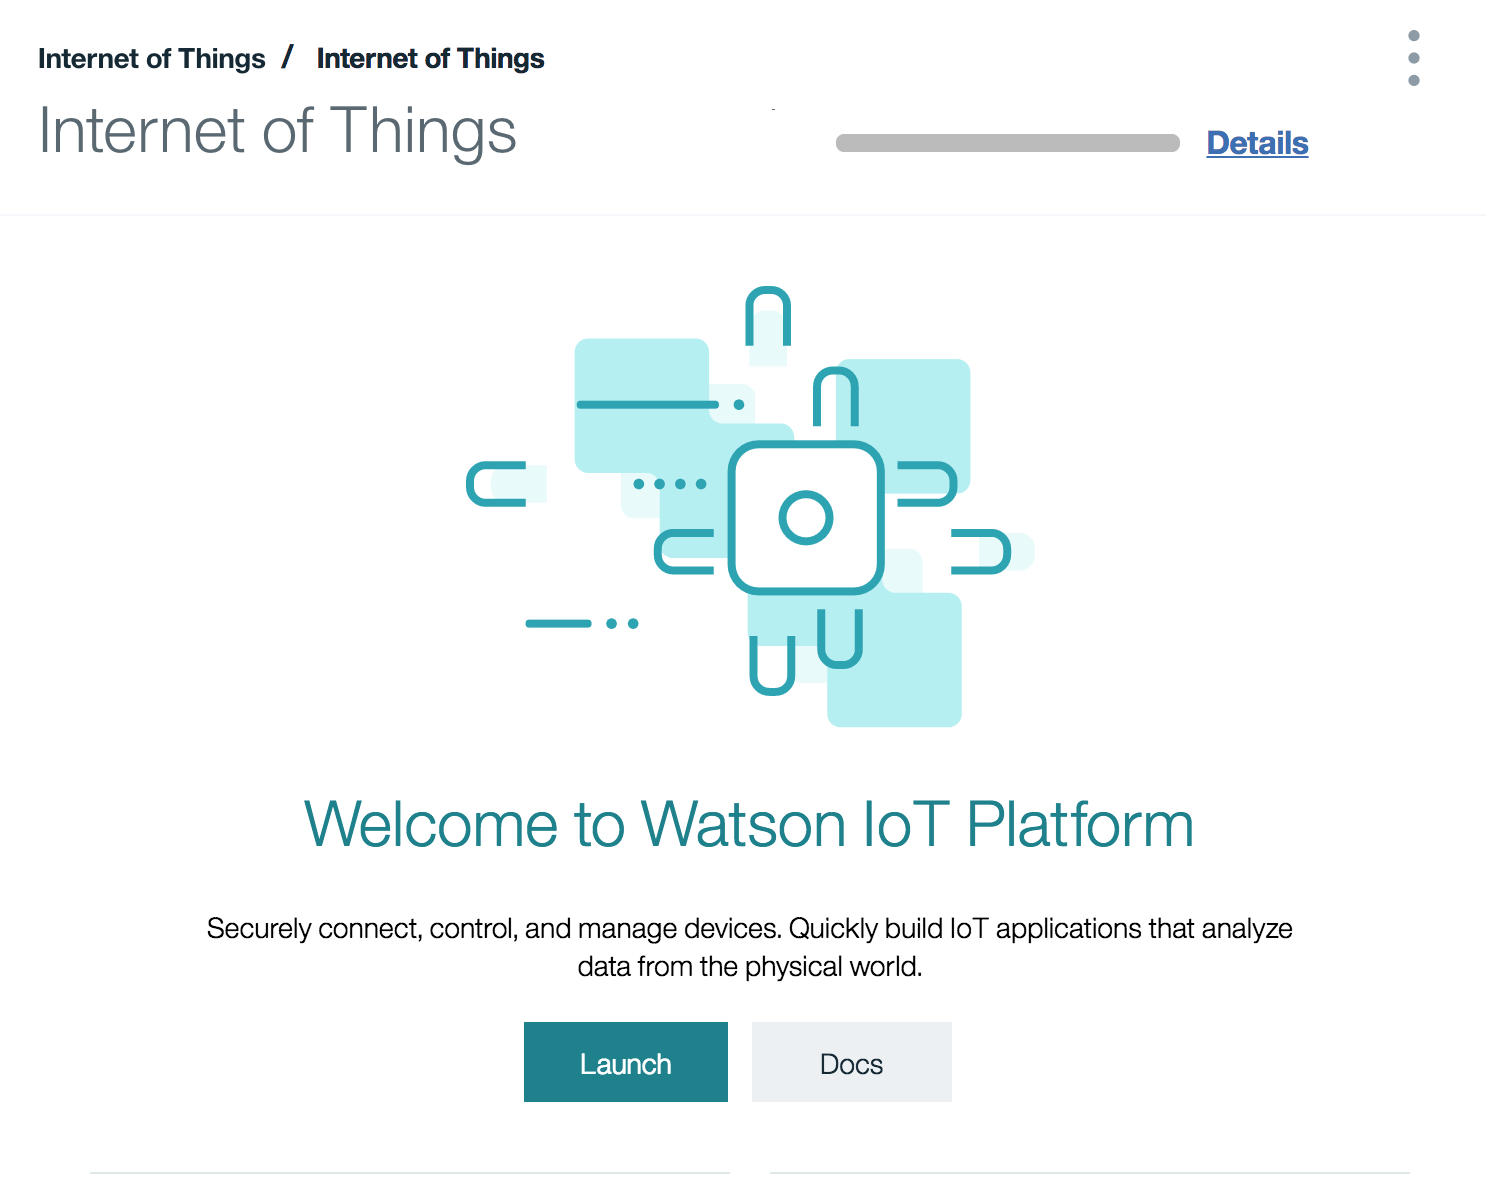 Internet of Things / Internet of Things
Internet of Things
Details
Welcome to Watson IoT Platform
Securely connect, control, and manage devices. Quickly build IoT applications that analyze
data from the physical world.
Launch Docs